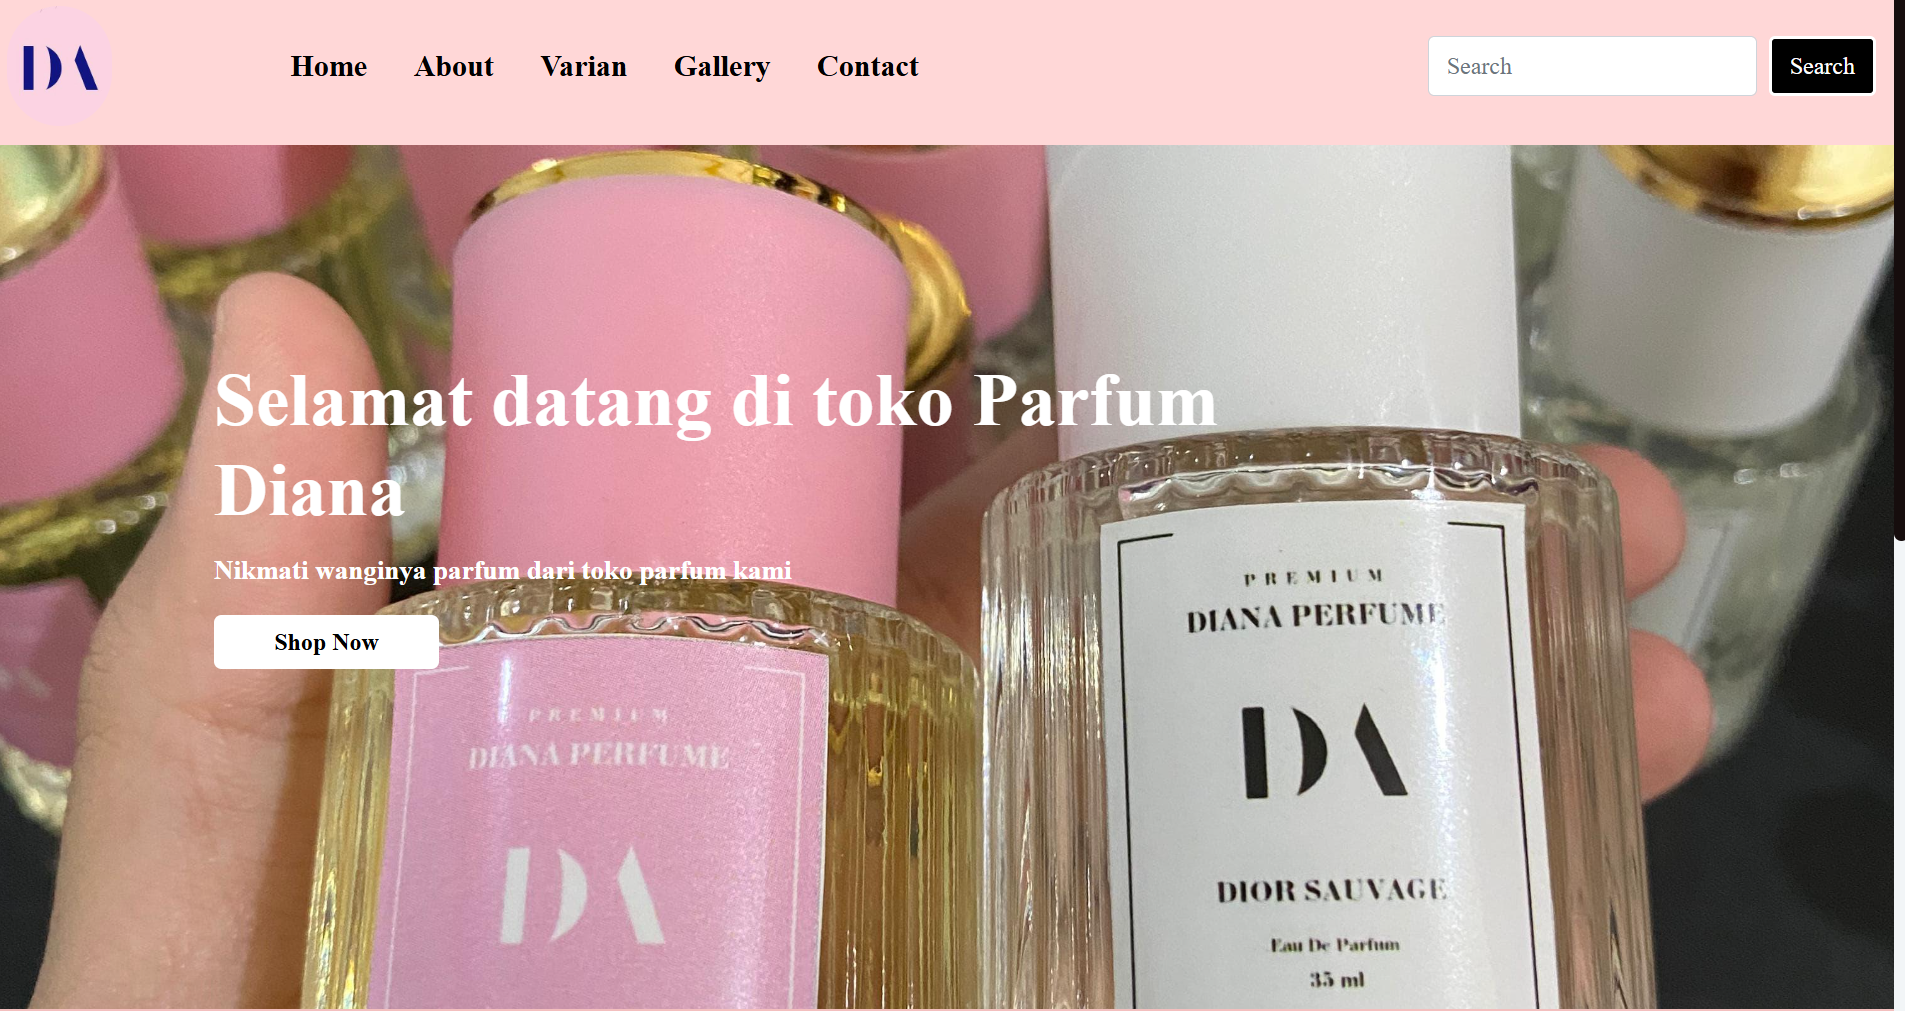 DA
Home About Varian Gallery Contact
Search Search
Selamat datang di toko Parfum
Diana
Nikmati wanginya parfum dari toko parfum kami
Shop Now
PREMIUM
DIANA PERFUME
DA
PREMIUM
DIANA PERFUME
DA
DIOR SAUVAGE
Eau De Parfum
35 ml